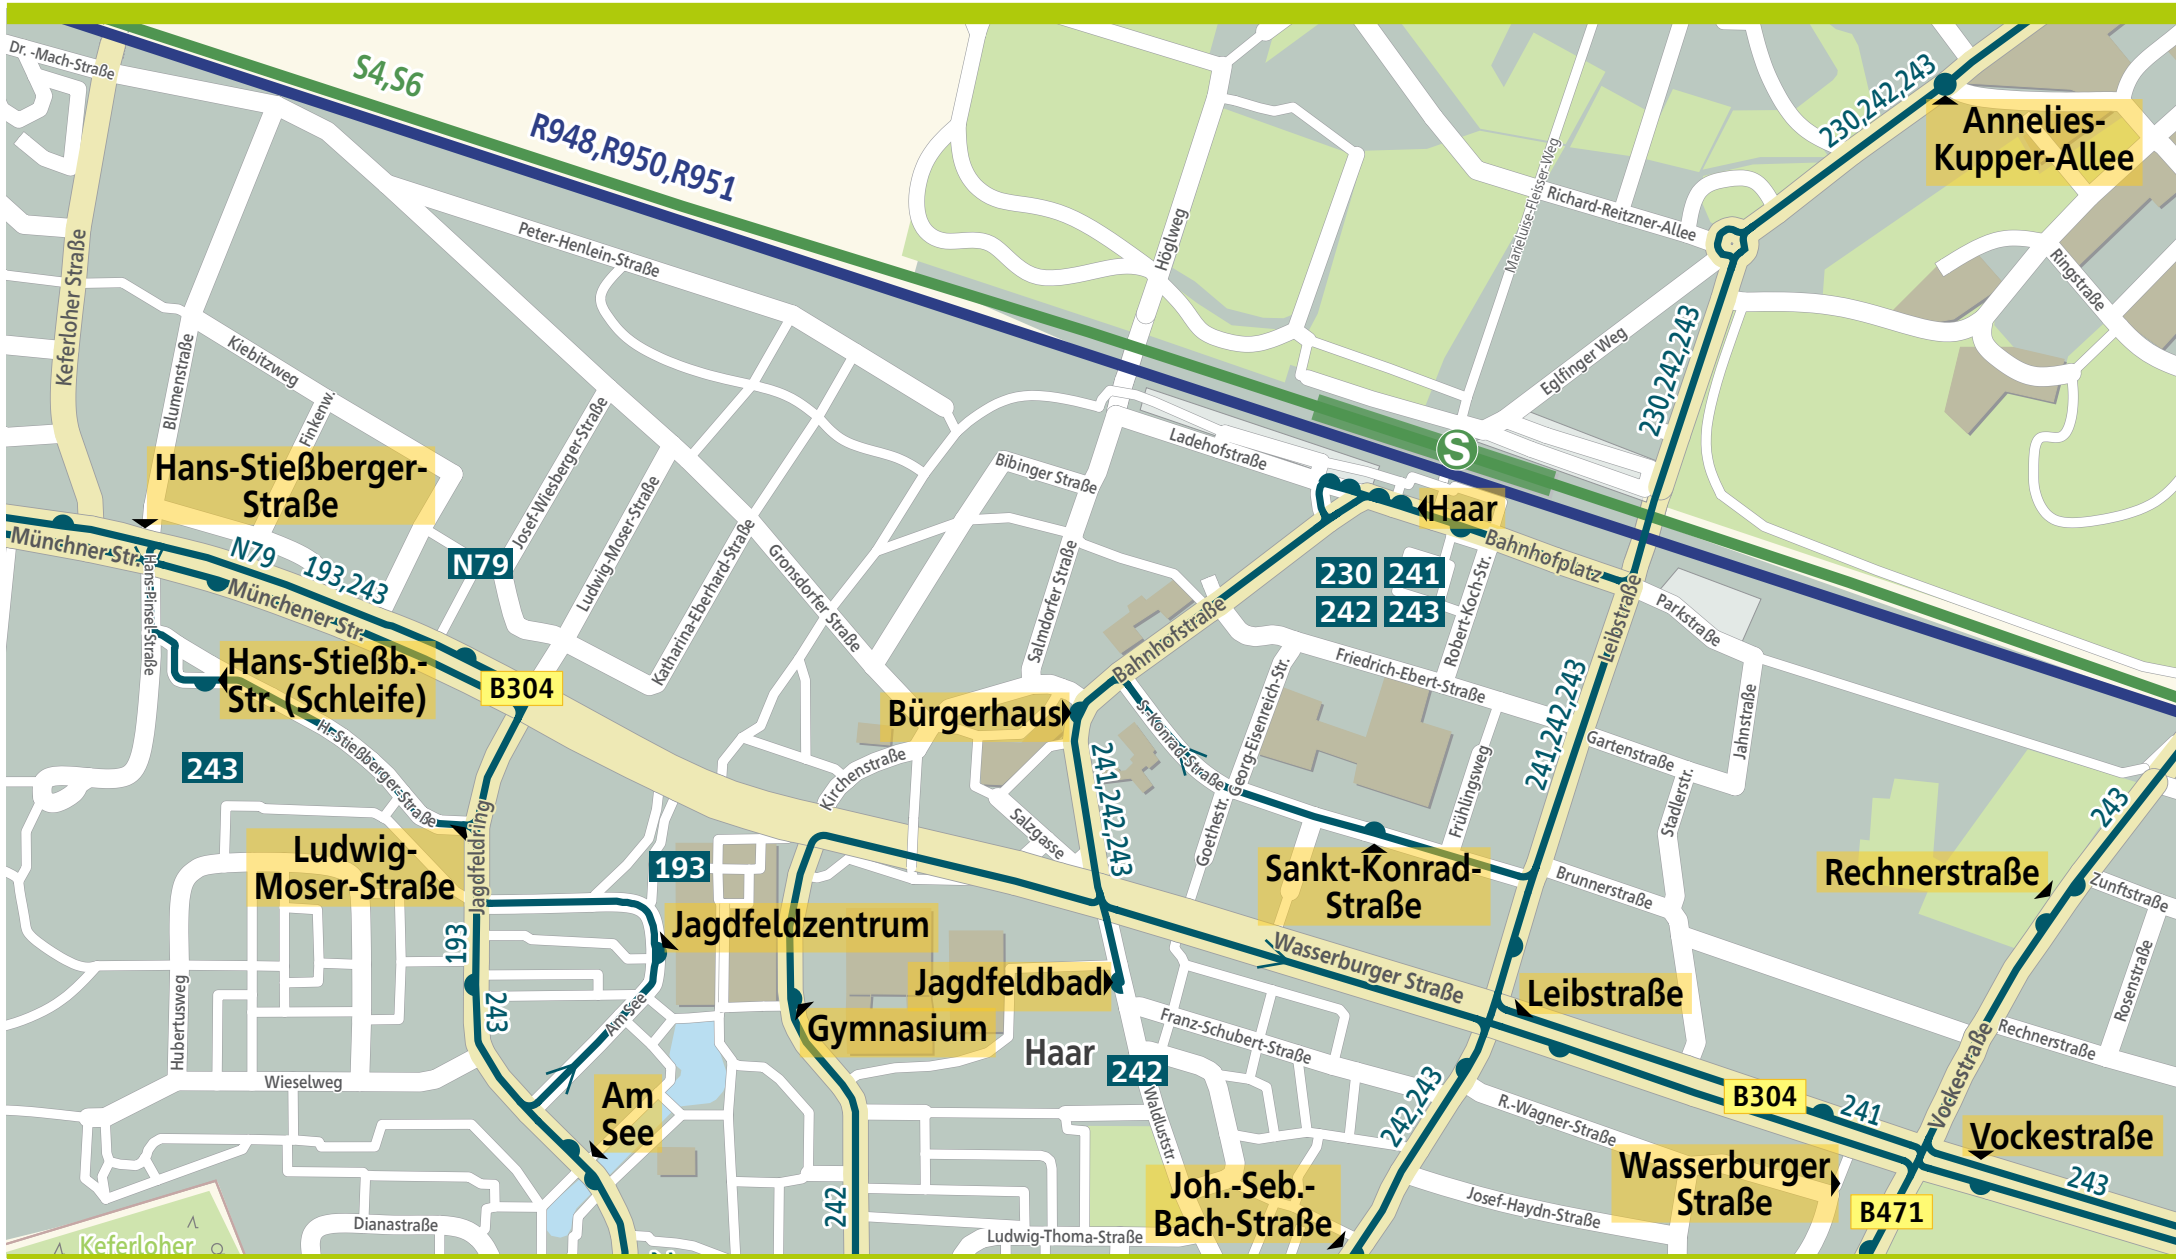 Dr. -Mach-Straße
S4,S6
R948,R950,R951
230,242,243
Annelies-
Kupper-Allee
Keferloher Straße
Peter-Henlein-Straße
Höglweg
Marieluise-Fleisser-Weg
Richard-Reitzner-Allee
Ringstraße
Blumenstraße
Kiebitzweg
Finkenw.
Eglfinger Weg
230,242,243
Josef-Wiesberger-Straße
Ludwig-Moser-Straße
Katharina-Eberhard-Straße
Gronsdorfer Straße
Bibinger Straße
Ladehofstraße
S
Haar
Bahnhofplatz
Hans-Stießberger-
Straße
Münchner Str.
N79
193,243
N79
Münchener Str.
Hans-Pinsel-Straße
Hans-Stießb.-
Str. (Schleife)
B304
243
H.-Stießberger-Straße
Salmdorfer Straße
Bahnhofstraße
230
241
242
243
Robert-Koch-Str.
Leibstraße
Parkstraße
Friedrich-Ebert-Straße
Bürgerhaus
S.-Konrad-Straße
Georg-Eisenreich-Str.
241,242,243
241,242,243
Gartenstraße
Jahnstraße
Kirchenstraße
Salzgasse
Goethestr.
Frühlingsweg
Stadlerstr.
243
Ludwig-
Moser-Straße
Jagdfeldring
193
Jagdfeldzentrum
Sankt-Konrad-
Straße
Brunnerstraße
Rechnerstraße
Zunftstraße
193
243
Hubertusweg
Am See
Jagdfeldbad
Gymnasium
Wasserburger Straße
Leibstraße
Rosenstraße
Haar
242
Franz-Schubert-Straße
Rechnerstraße
Vockestraße
Wieselweg
Am
See
Waldluststr.
242,243
R.-Wagner-Straße
B304
241
Vockestraße
Wasserburger
Straße
243
B471
Joh.-Seb.-
Bach-Straße
Josef-Haydn-Straße
242
Dianastraße
Ludwig-Thoma-Straße
Keferloher